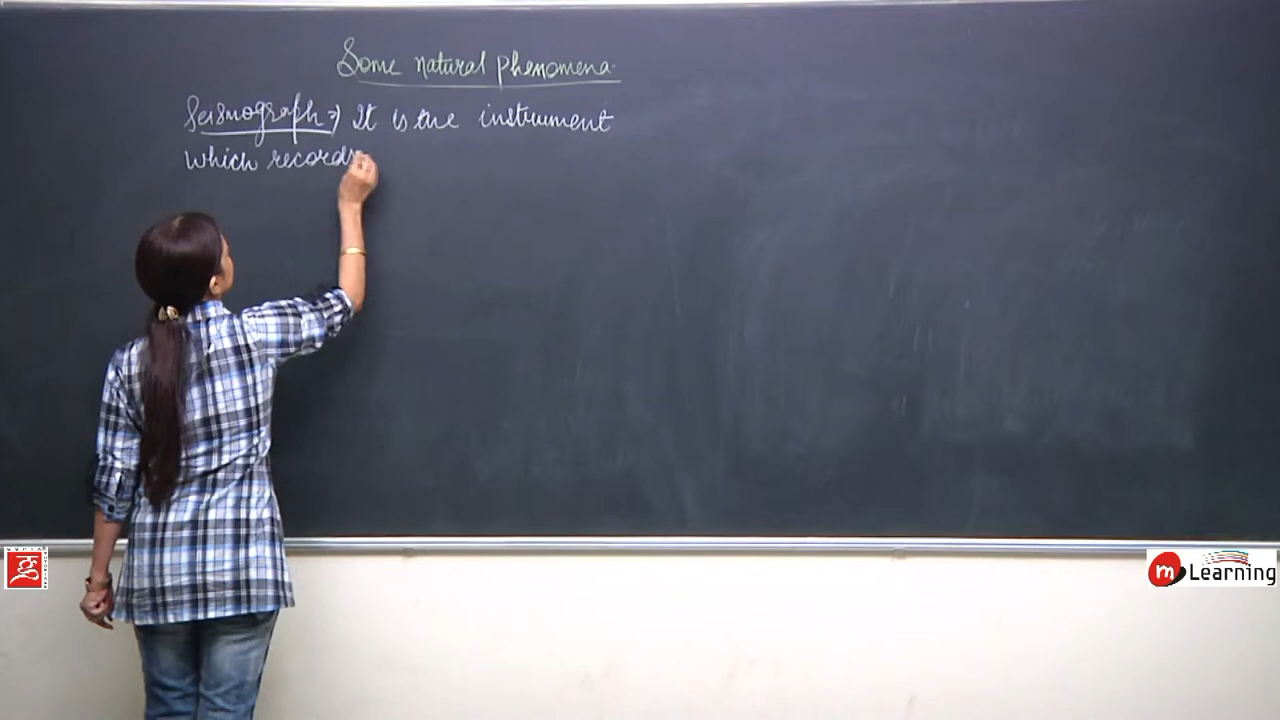 Some natural phenomena.
Seismograph ⇒ It is the instrument
which records
m Learning